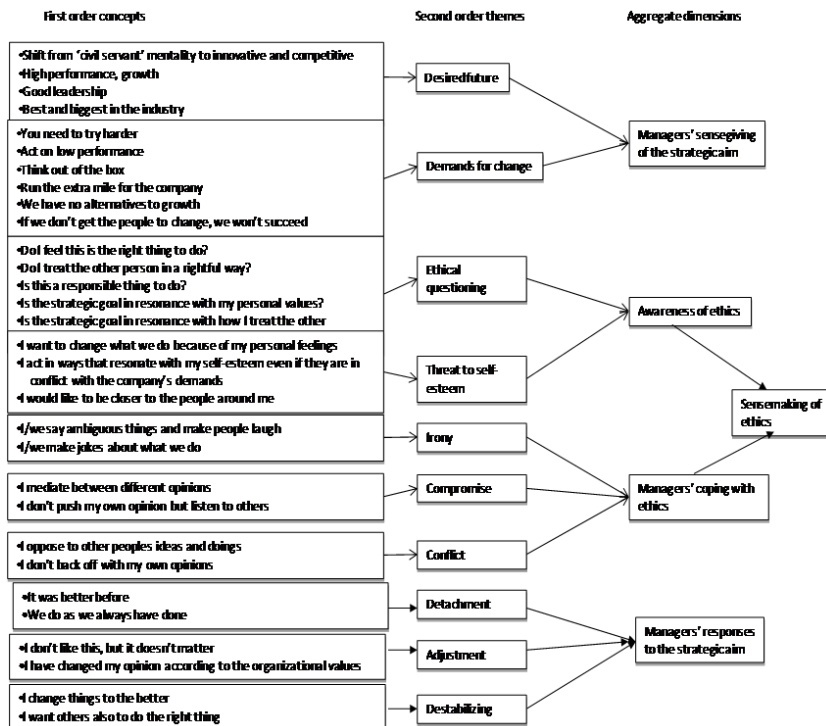 First order concepts
Second order themes
Aggregate dimensions
•Shift from ‘civil servant’ mentality to innovative and competitive
•High performance, growth
•Good leadership
•Best and biggest in the industry
Desired future
•You need to try harder
•Act on low performance
•Think out of the box
•Run the extra mile for the company
•We have no alternatives to growth
•If we don’t get the people to change, we won’t succeed
Demands for change
Managers’ sensegiving
of the strategic aim
•Do I feel this is the right thing to do?
•Do I treat the other person in a rightful way?
•Is this a responsible thing to do?
•Is the strategic goal in resonance with my personal values?
•Is the strategic goal in resonance with how I treat the other
Ethical
questioning
•I want to change what we do because of my personal feelings
•I act in ways that resonate with my self-esteem even if they are in
conflict with the company’s demands
•I would like to be closer to the people around me
Threat to self-
esteem
Awareness of ethics
Sensemaking of
ethics
•I/we say ambiguous things and make people laugh
•I/we make jokes about what we do
Irony
•I mediate between different opinions
•I don’t push my own opinion but listen to others
Compromise
Managers’ coping with
ethics
•I oppose to other peoples ideas and doings
•I don’t back off with my own opinions
Conflict
•It was better before
•We do as we always have done
Detachment
•I don’t like this, but it doesn’t matter
•I have changed my opinion according to the organizational values
Adjustment
Managers’ responses
to the strategic aim
•I change things to the better
•I want others also to do the right thing
Destabilizing